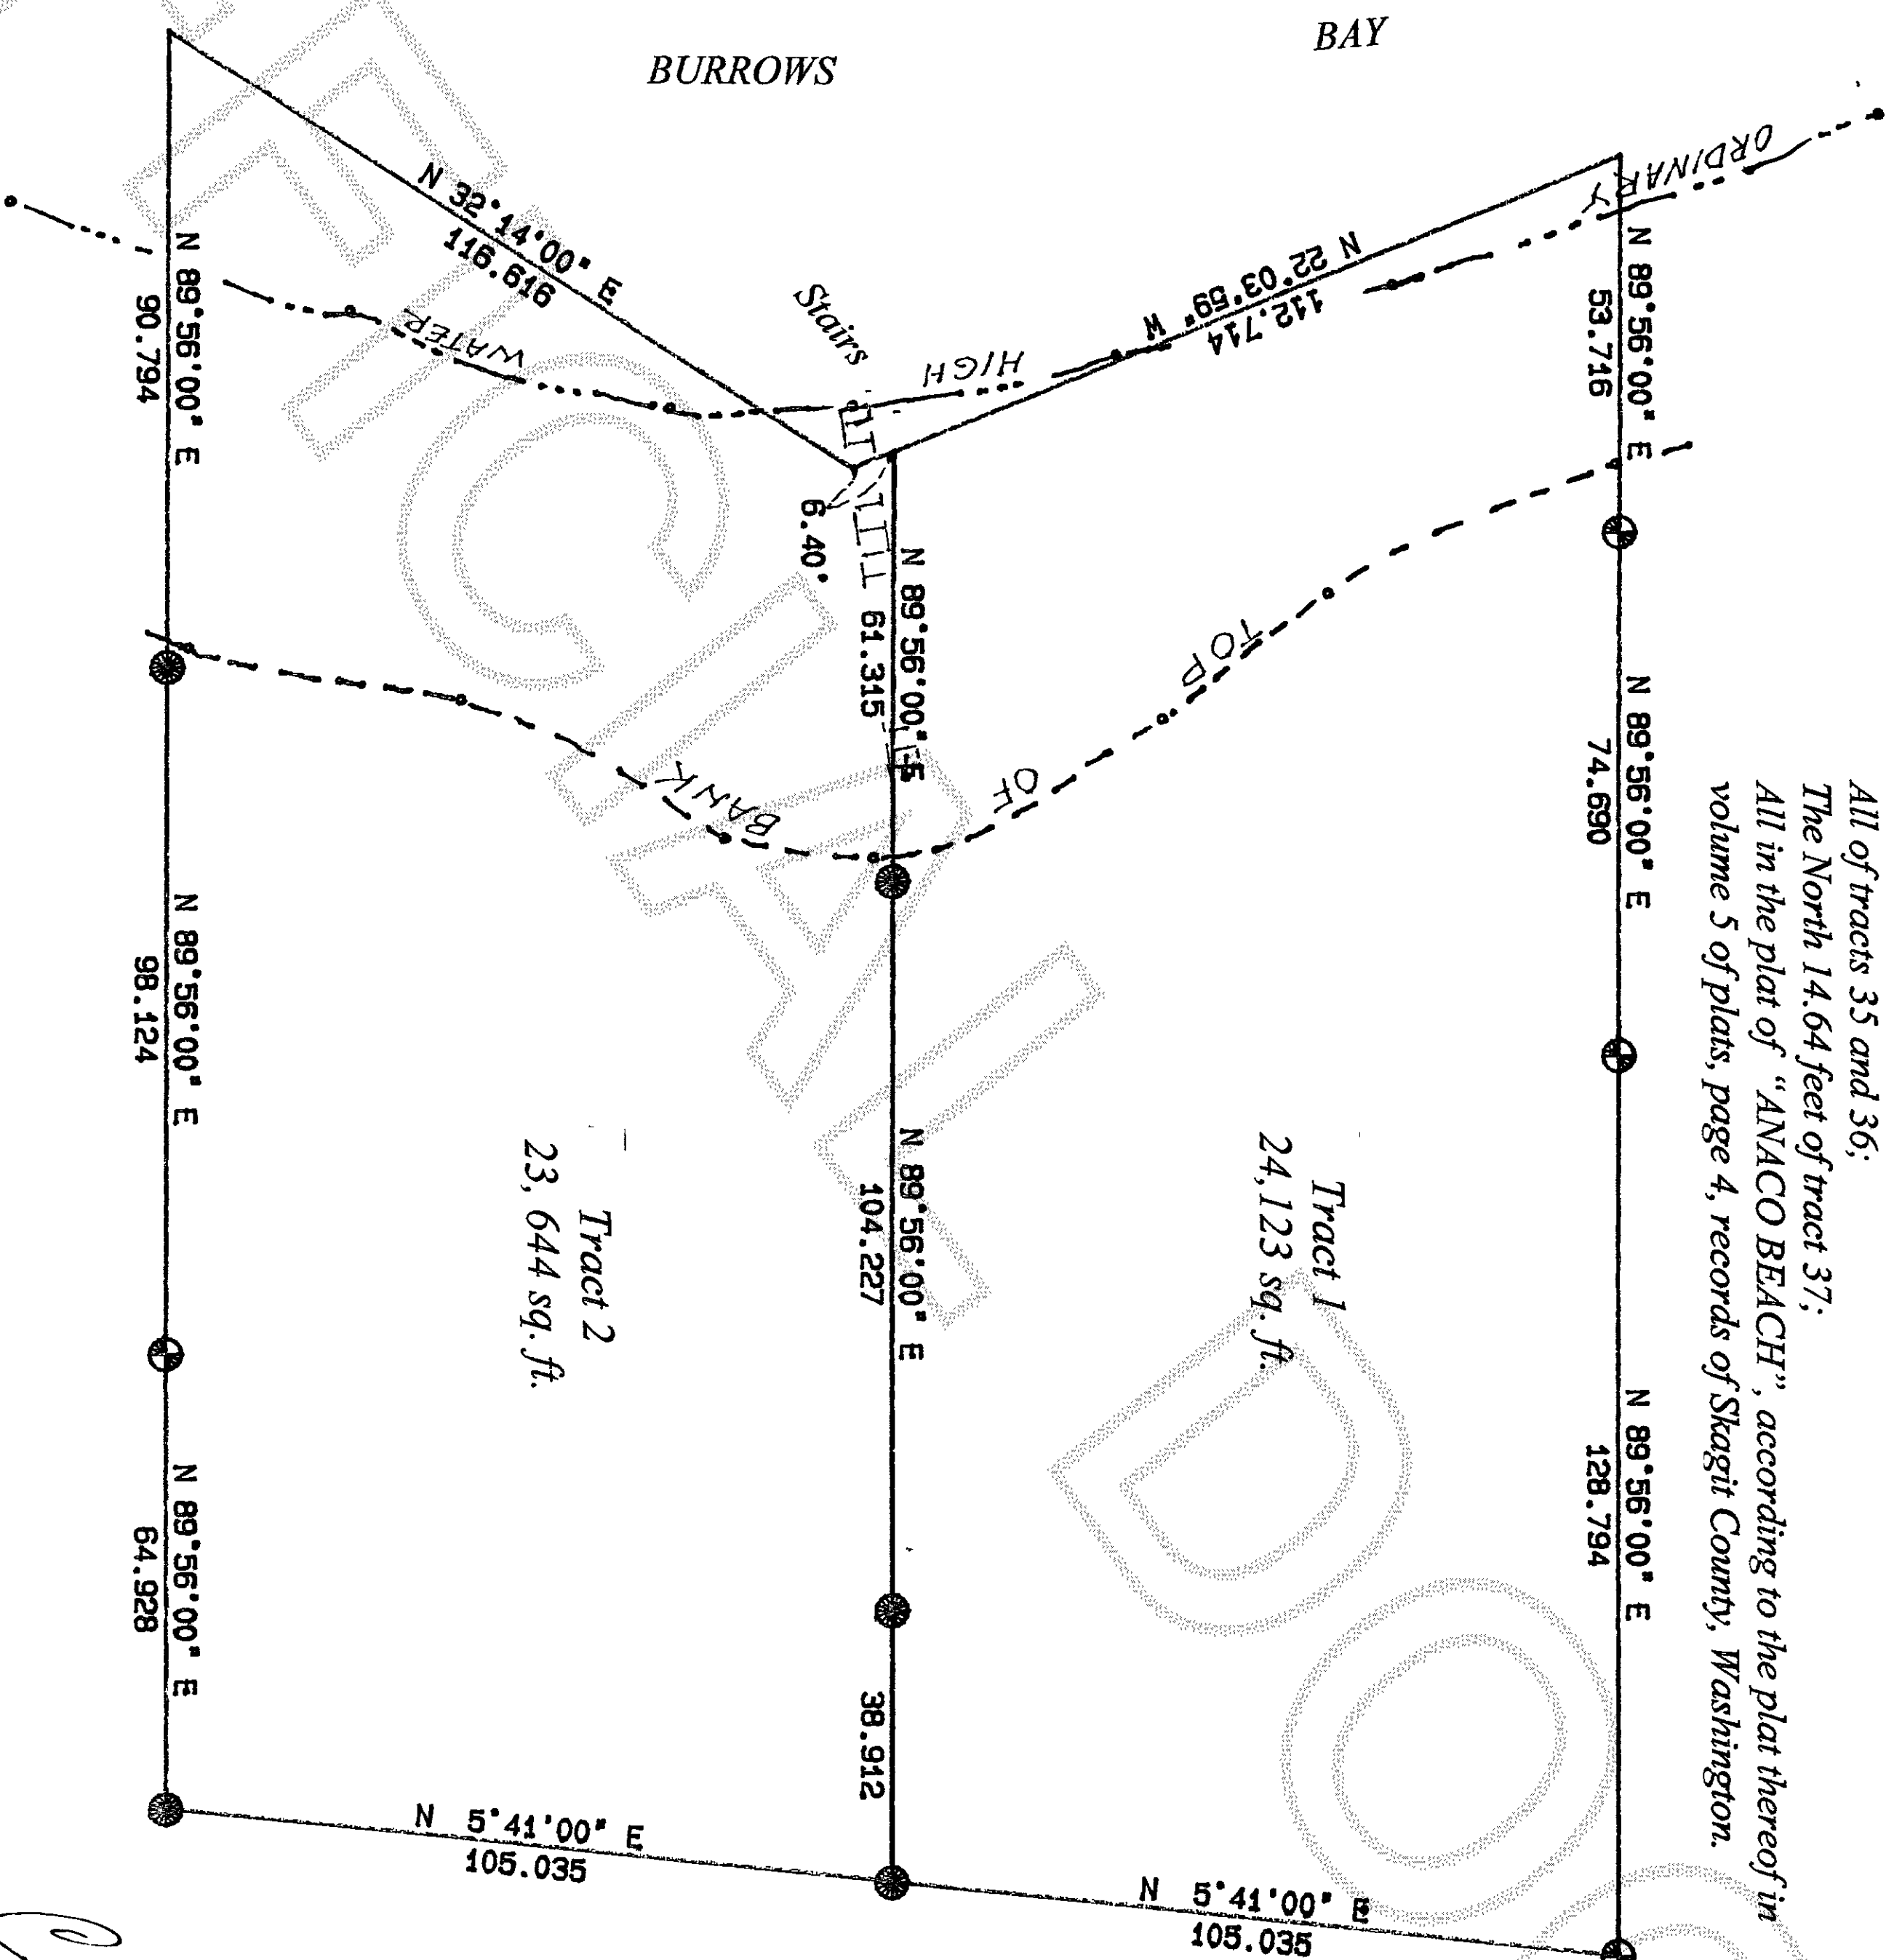 All of tracts 35 and 36;
The North 14.64 feet of tract 37;
All in the plat of "ANACO BEACH", according to the plat thereof in
volume 5 of plats, page 4, records of Skagit County, Washington.
BURROWS
BAY
ORDINARY
HIGH
WATER
N 89°56'00" E
53.716
N 89°56'00" E
74.690
N 89°56'00" E
128.794
N 22°03'59" W
112.714
N 32°14'00" E
116.616
Stairs
6.40'
TOP
OF
BANK
N 89°56'00" E
61.315
N 89°56'00" E
104.227
38.912
Tract 1
24,123 sq. ft.
Tract 2
23, 644 sq. ft.
N 89°56'00" E
90.794
N 89°56'00" E
98.124
N 89°56'00" E
64.928
N 5°41'00" E
105.035
N 5°41'00" E
105.035